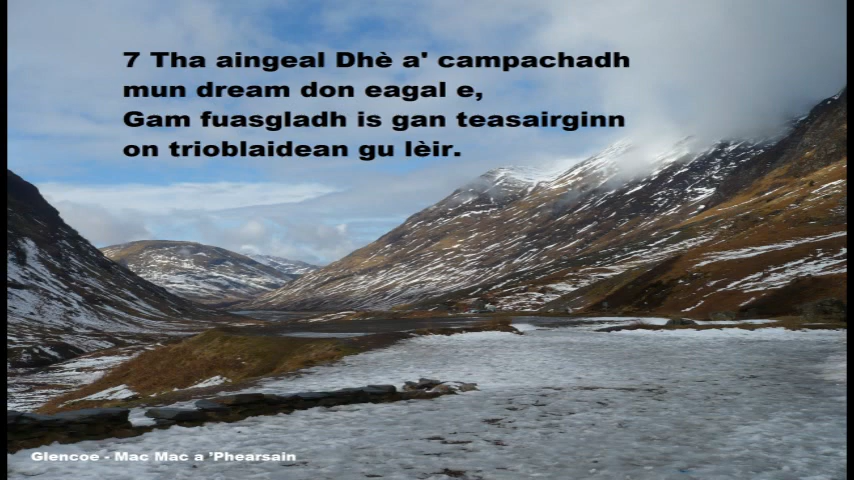 7 Tha aingeal Dhè a' campachadh
mun dream don eagal e,
Gam fuasgladh is gan teasairginn
on trioblaidean gu lèir.
Glencoe - Mac Mac a 'Phearsain